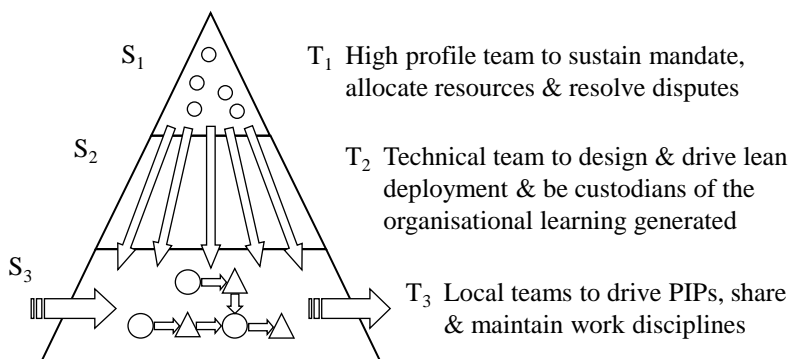 S1
T1 High profile team to sustain mandate,
allocate resources & resolve disputes
S2
T2 Technical team to design & drive lean
deployment & be custodians of the
organisational learning generated
S3
T3 Local teams to drive PIPs, share
& maintain work disciplines